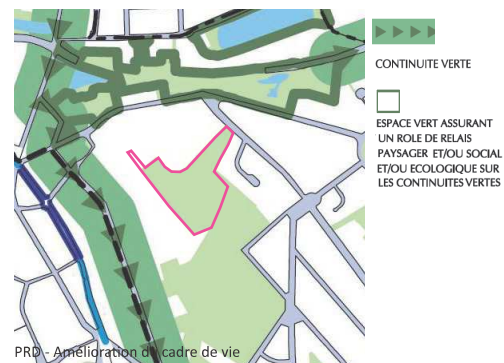 CONTINUITE VERTE
ESPACE VERT ASSURANT
UN ROLE DE RELAIS
PAYSAGER ET/OU SOCIAL
ET/OU ECOLOGIQUE SUR
LES CONTINUITES VERTES
PRD - Amélioration du cadre de vie